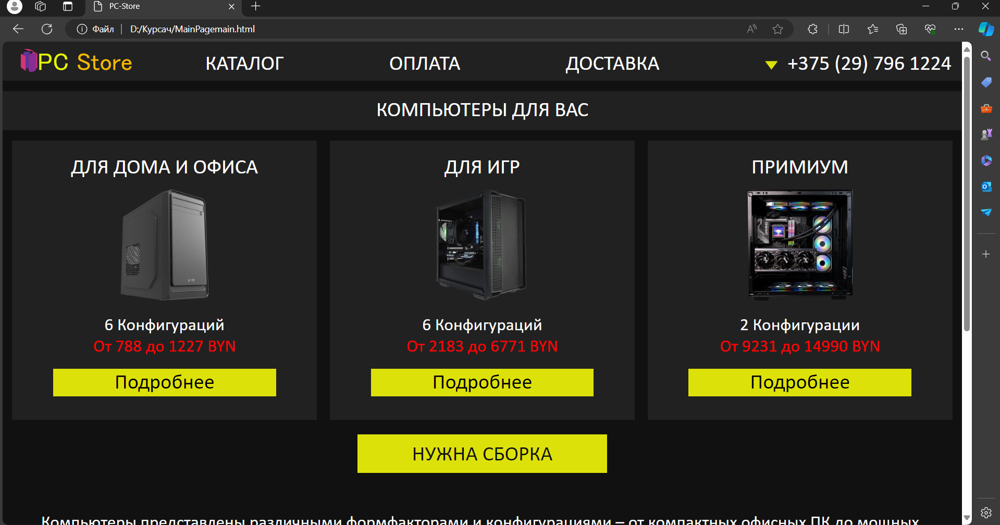 PC-Store
Файл
D:/Курсач/MainPagemain.html
PC Store
КАТАЛОГ
ОПЛАТА
ДОСТАВКА
+375 (29) 796 1224
КОМПЬЮТЕРЫ ДЛЯ ВАС
ДЛЯ ДОМА И ОФИСА
ДЛЯ ИГР
ПРИМИУМ
6 Конфигураций
6 Конфигураций
2 Конфигурации
От 788 до 1227 BYN
От 2183 до 6771 BYN
От 9231 до 14990 BYN
Подробнее
Подробнее
Подробнее
НУЖНА СБОРКА
Компьютеры представлены различными формфакторами и конфигурациями – от компактных офисных ПК до мощных